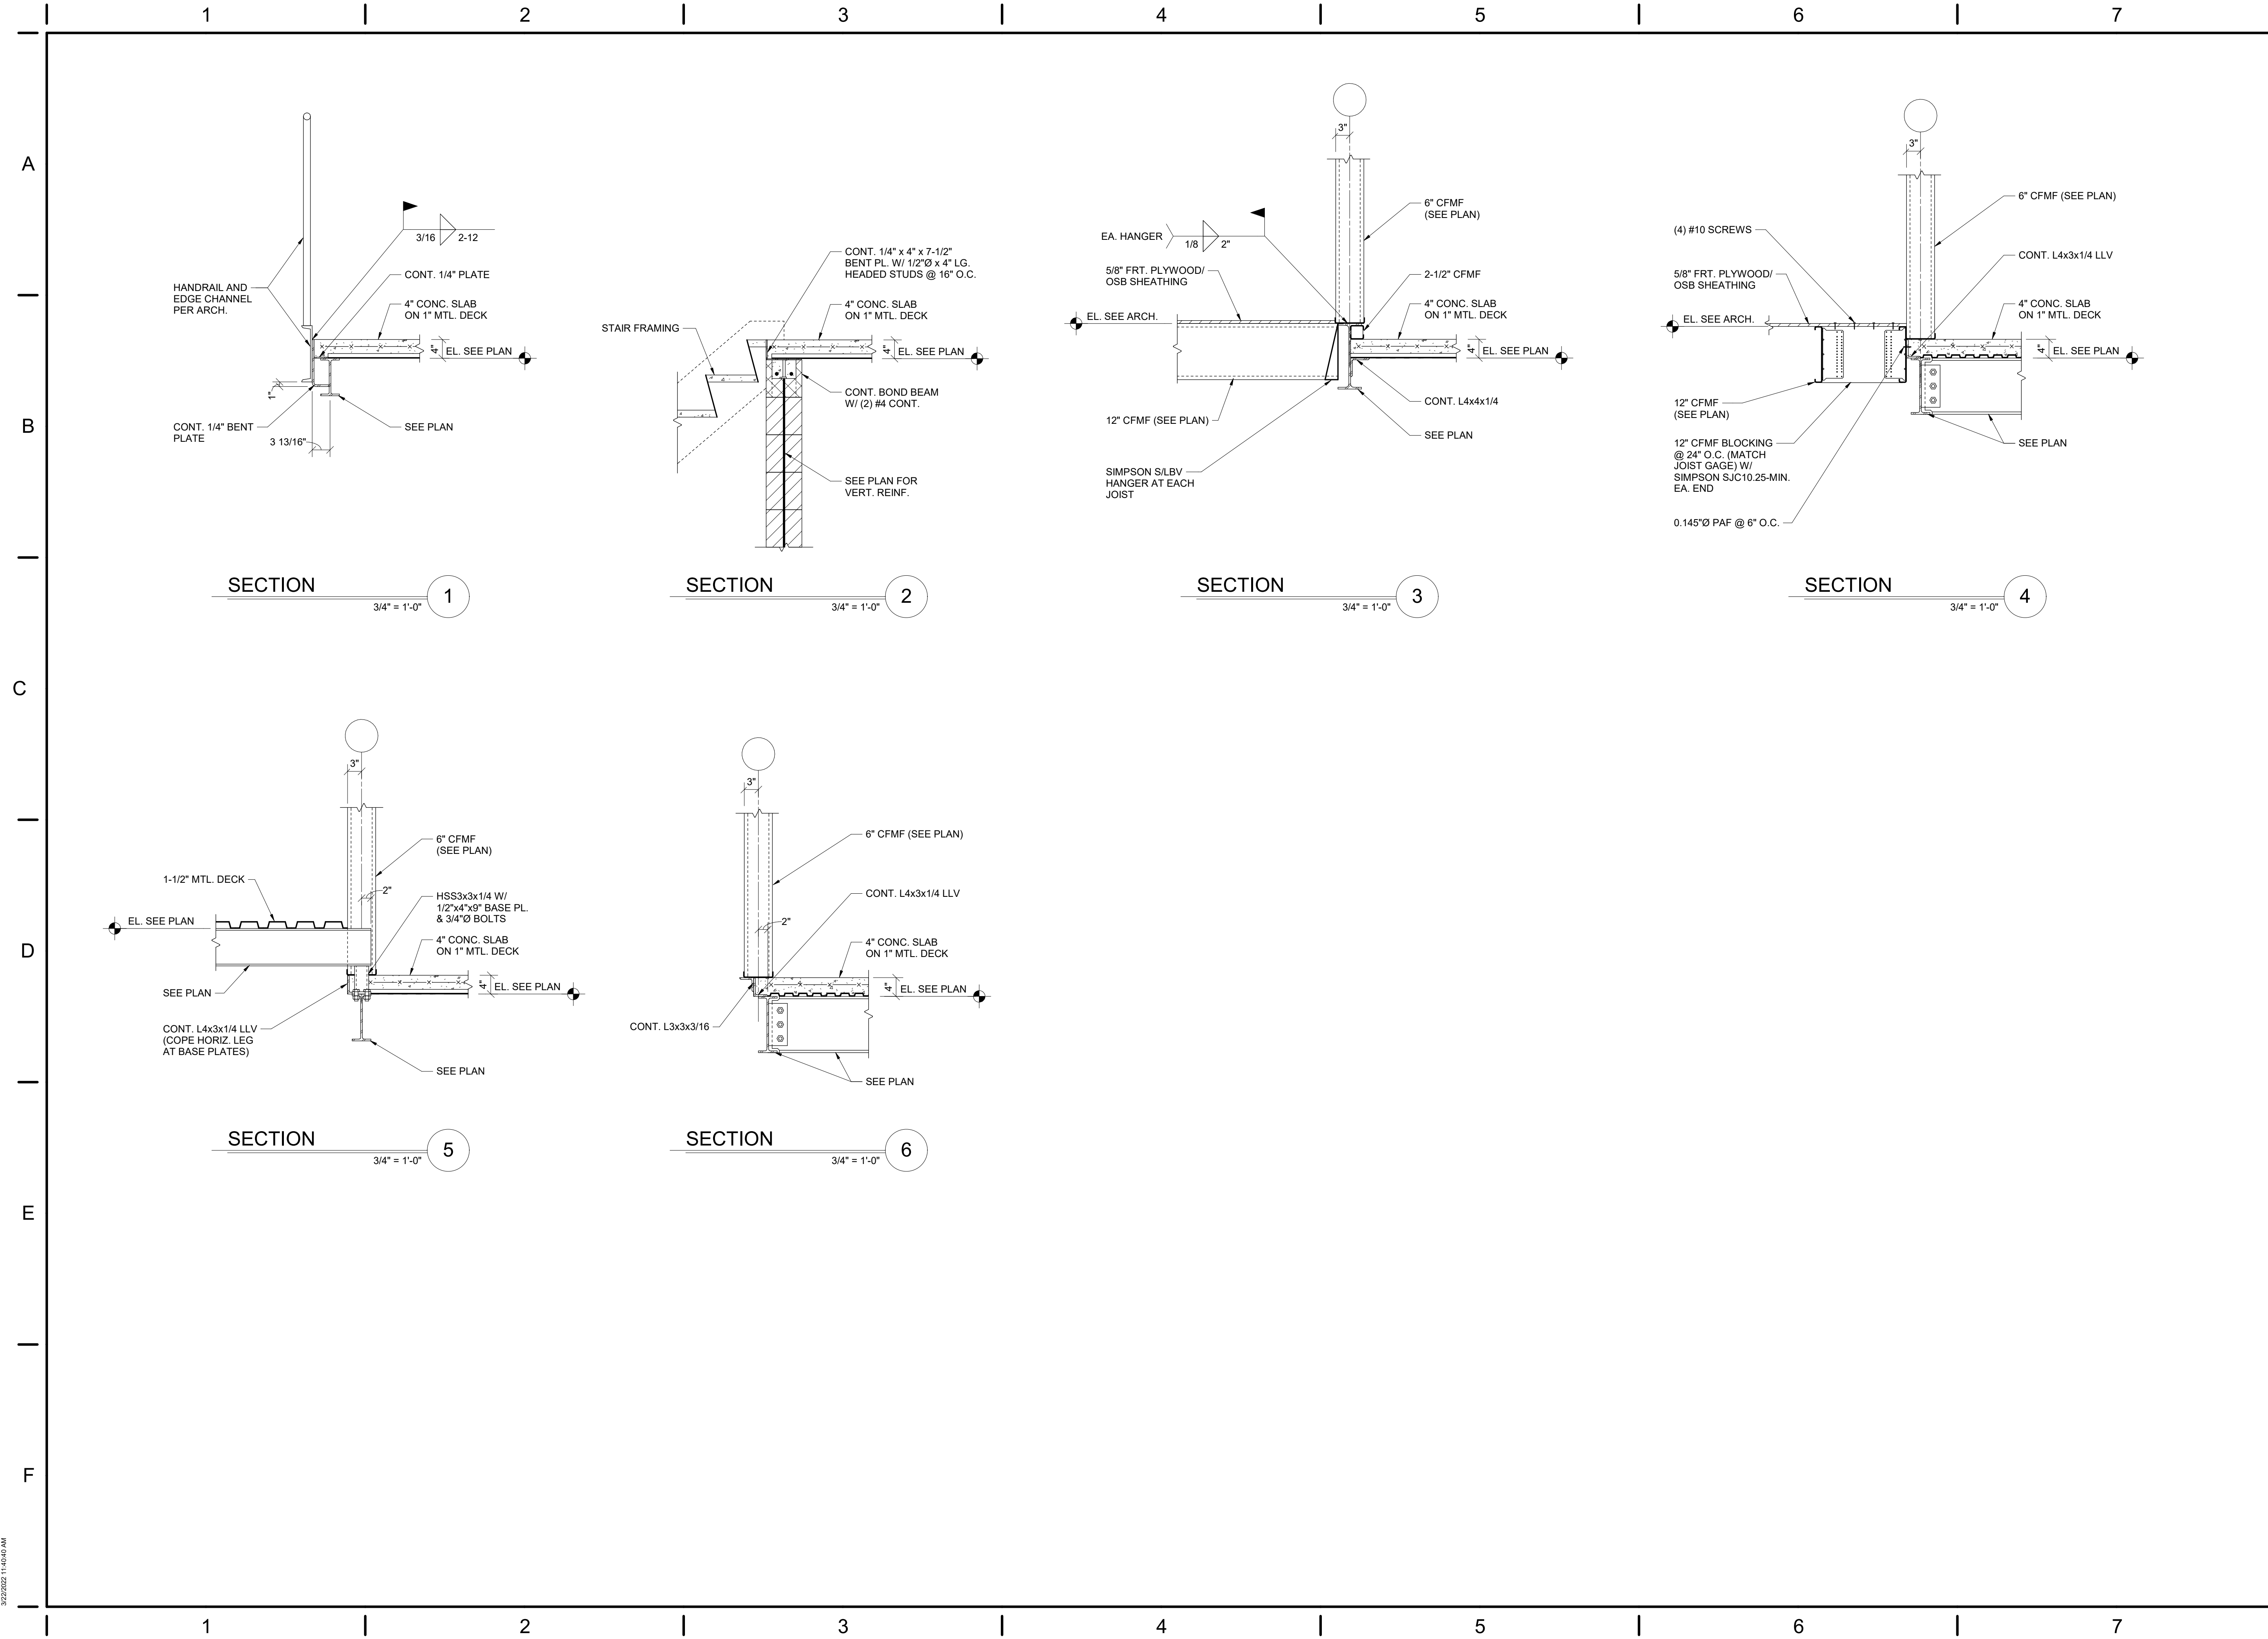 1 2 3 4 5 6 7
A
B
C
D
E
F
HANDRAIL AND
EDGE CHANNEL
PER ARCH.
3/16
2-12
CONT. 1/4" PLATE
4" CONC. SLAB
ON 1" MTL. DECK
4"
EL. SEE PLAN
1"
CONT. 1/4" BENT
PLATE
3 13/16"
SEE PLAN
SECTION
3/4" = 1'-0"
1
CONT. 1/4" x 4" x 7-1/2"
BENT PL. W/ 1/2"Ø x 4" LG.
HEADED STUDS @ 16" O.C.
4" CONC. SLAB
ON 1" MTL. DECK
STAIR FRAMING
4"
EL. SEE PLAN
CONT. BOND BEAM
W/ (2) #4 CONT.
SEE PLAN FOR
VERT. REINF.
SECTION
3/4" = 1'-0"
2
3"
6" CFMF
(SEE PLAN)
EA. HANGER
1/8
2"
5/8" FRT. PLYWOOD/
OSB SHEATHING
2-1/2" CFMF
4" CONC. SLAB
ON 1" MTL. DECK
EL. SEE ARCH.
4"
EL. SEE PLAN
CONT. L4x4x1/4
12" CFMF (SEE PLAN)
SEE PLAN
SIMPSON S/LBV
HANGER AT EACH
JOIST
SECTION
3/4" = 1'-0"
3
3"
6" CFMF (SEE PLAN)
(4) #10 SCREWS
CONT. L4x3x1/4 LLV
5/8" FRT. PLYWOOD/
OSB SHEATHING
4" CONC. SLAB
ON 1" MTL. DECK
EL. SEE ARCH.
4"
EL. SEE PLAN
12" CFMF
(SEE PLAN)
12" CFMF BLOCKING
@ 24" O.C. (MATCH
JOIST GAGE) W/
SIMPSON SJC10.25-MIN.
EA. END
SEE PLAN
0.145"Ø PAF @ 6" O.C.
SECTION
3/4" = 1'-0"
4
3"
6" CFMF
(SEE PLAN)
1-1/2" MTL. DECK
2"
HSS3x3x1/4 W/
1/2"x4"x9" BASE PL.
& 3/4"Ø BOLTS
EL. SEE PLAN
4" CONC. SLAB
ON 1" MTL. DECK
4"
EL. SEE PLAN
SEE PLAN
CONT. L4x3x1/4 LLV
(COPE HORIZ. LEG
AT BASE PLATES)
SEE PLAN
SECTION
3/4" = 1'-0"
5
3"
6" CFMF (SEE PLAN)
CONT. L4x3x1/4 LLV
2"
4" CONC. SLAB
ON 1" MTL. DECK
4"
EL. SEE PLAN
CONT. L3x3x3/16
SEE PLAN
SECTION
3/4" = 1'-0"
6
3/22/2022 11:40:40 AM
1 2 3 4 5 6 7